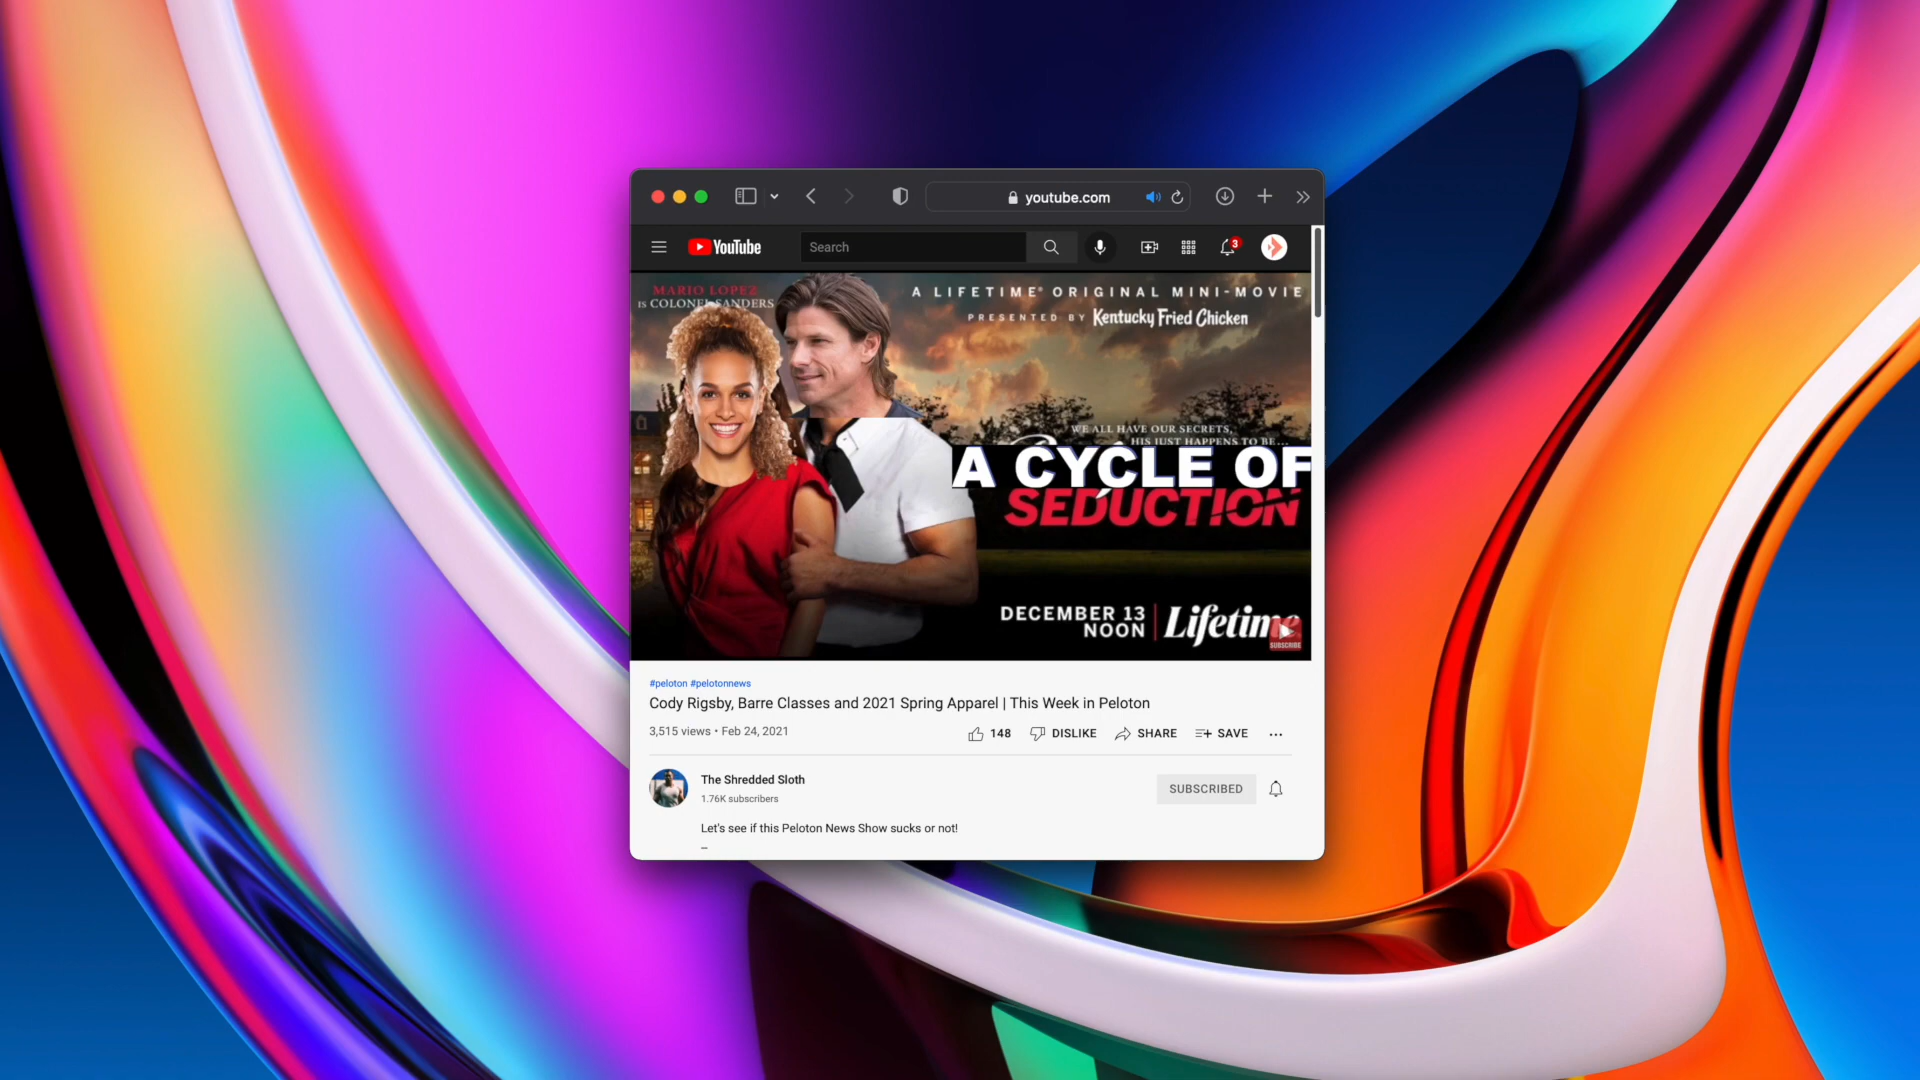 youtube.com
YouTube
Search
3
MARIO LOPEZ
IS COLONEL SANDERS
A LIFETIME® ORIGINAL MINI-MOVIE
PRESENTED BY Kentucky Fried Chicken
WE ALL HAVE OUR SECRETS,
HIS JUST HAPPENS TO BE...
A CYCLE OF
SEDUCTION
DECEMBER 13
NOON
Lifetime
SUBSCRIBE
#peloton #pelotonnews
Cody Rigsby, Barre Classes and 2021 Spring Apparel | This Week in Peloton
3,515 views • Feb 24, 2021
148
DISLIKE
SHARE
SAVE
The Shredded Sloth
1.76K subscribers
SUBSCRIBED
Let's see if this Peloton News Show sucks or not!
–